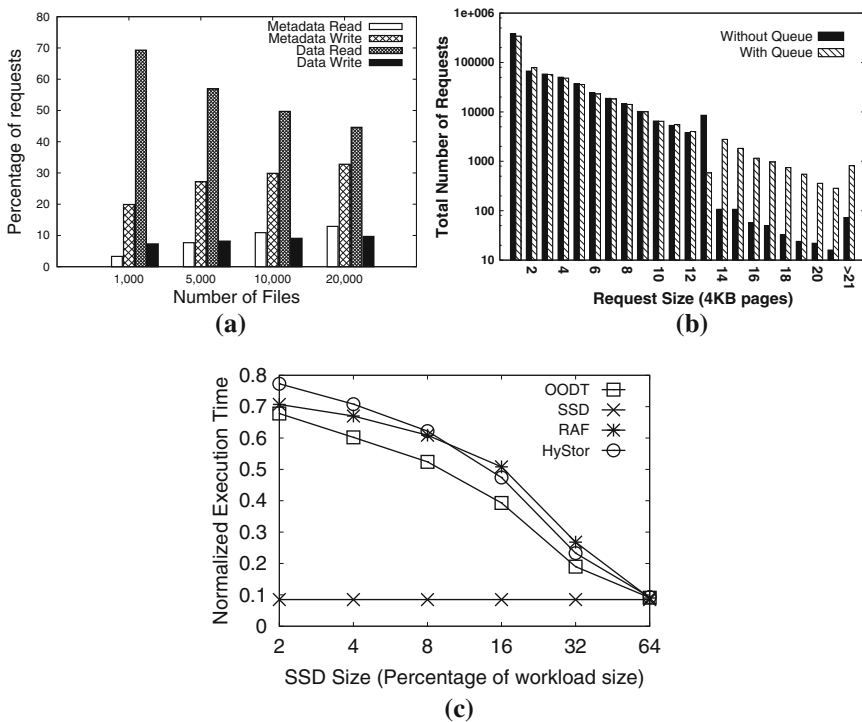 80
70
60
50
40
30
20
10
0
Percentage of requests
Metadata Read
Metadata Write
Data Read
Data Write
1,000
5,000
10,000
20,000
Number of Files
(a)
1e+006
100000
10000
1000
100
10
Total Number of Requests
Without Queue
With Queue
2
4
6
8
10
12
14
16
18
20
>21
Request Size (4KB pages)
(b)
0.8
0.7
0.6
0.5
0.4
0.3
0.2
0.1
0
Normalized Execution Time
OODT
SSD
RAF
HyStor
2
4
8
16
32
64
SSD Size (Percentage of workload size)
(c)